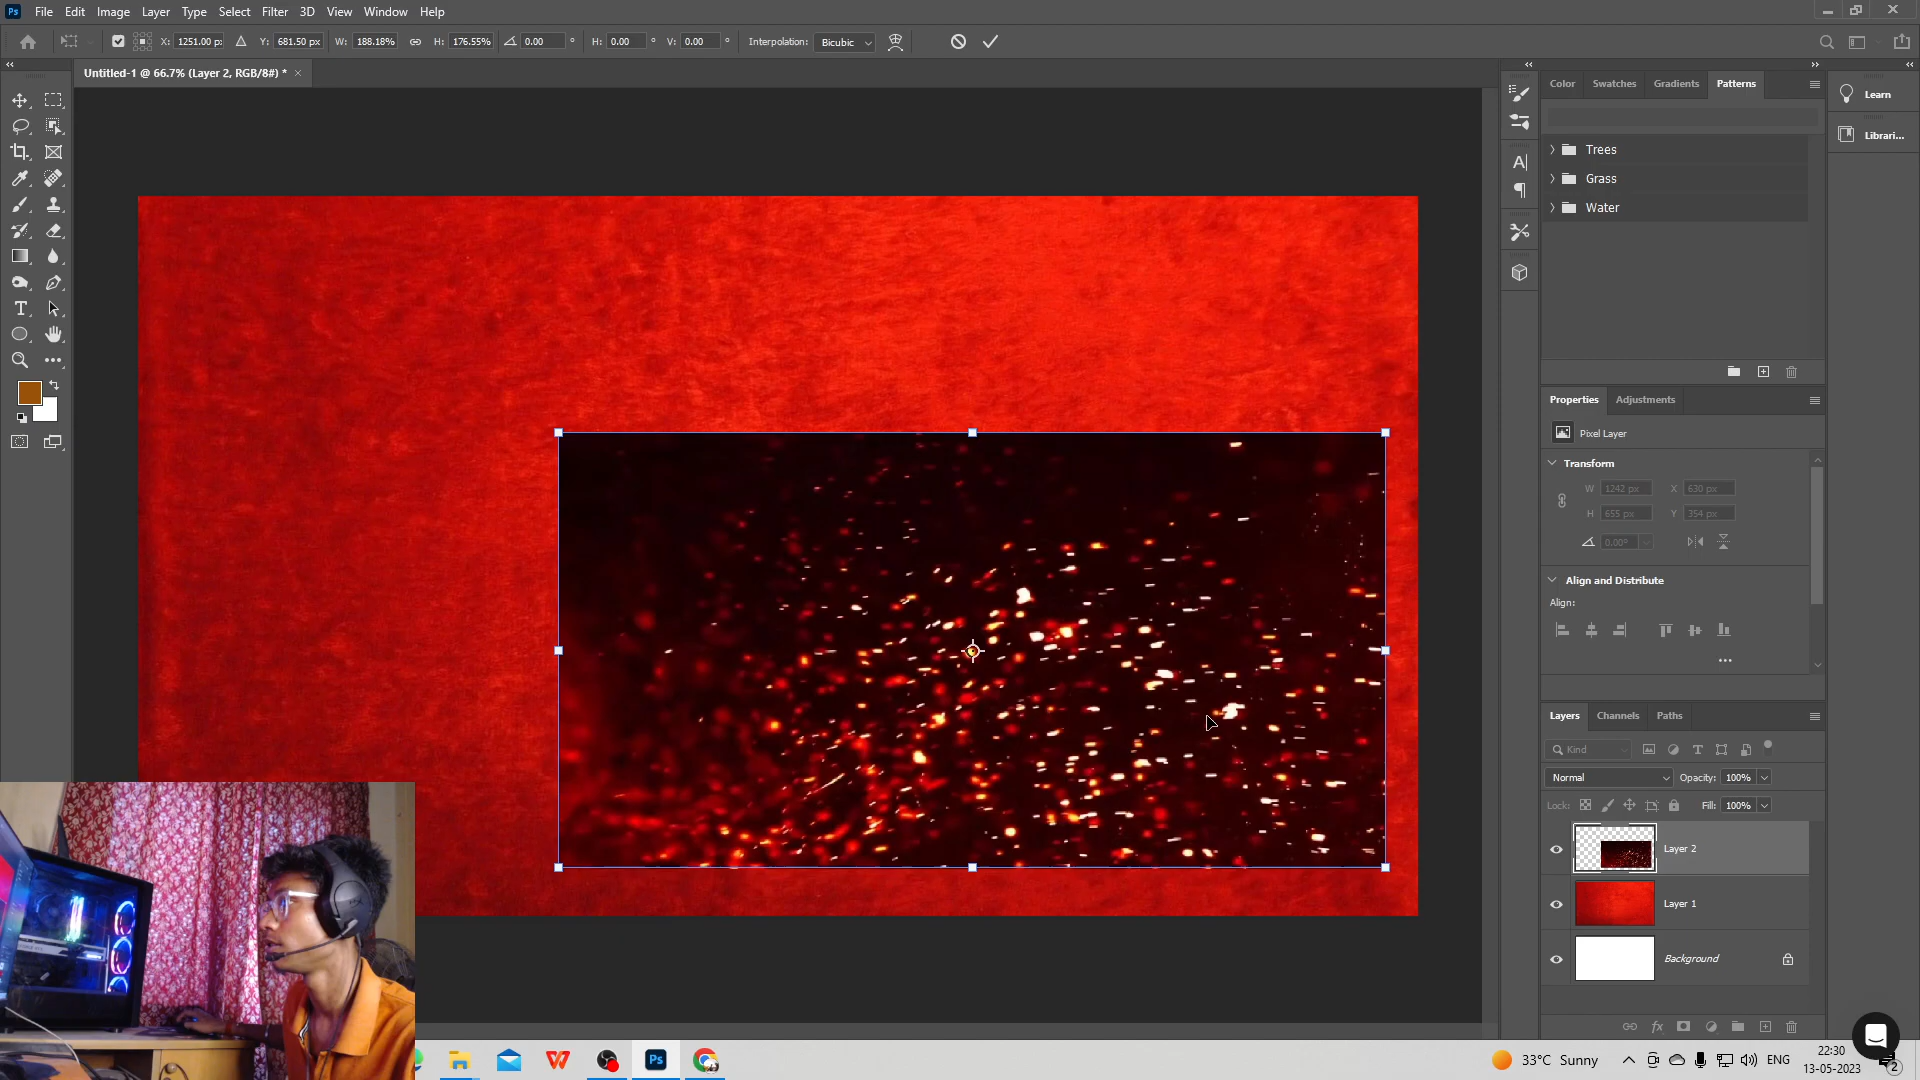 Ps File Edit Image Layer Type Select Filter 3D View Window Help
X: 1251.00 p: Y: 681.50 px W: 188.18% H: 176.55% 0.00 ° H: 0.00 ° V: 0.00 ° Interpolation: Bicubic
Untitled-1 @ 66.7% (Layer 2, RGB/8#) * ×
Color Swatches Gradients Patterns
Learn
Librari...
Trees
Grass
Water
Properties Adjustments
Pixel Layer
Transform
W 1242 px X 630 px
H 655 px Y 354 px
0.00°
Align and Distribute
Align:
Layers Channels Paths
Kind
Normal Opacity: 100%
Lock: Fill: 100%
Layer 2
Layer 1
Background
fx
Ps 33°C Sunny ENG 22:30
13-05-2023 2